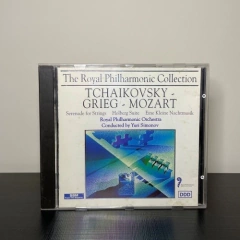 The Royal Philharmonic Collection
TCHAIKOVSKY -
GRIEG - MOZART
Serenade for Strings Holberg Suite Eine Kleine Nachtmusik
Royal Philharmonic Orchestra
Conducted by Yuri Simonov
DDD